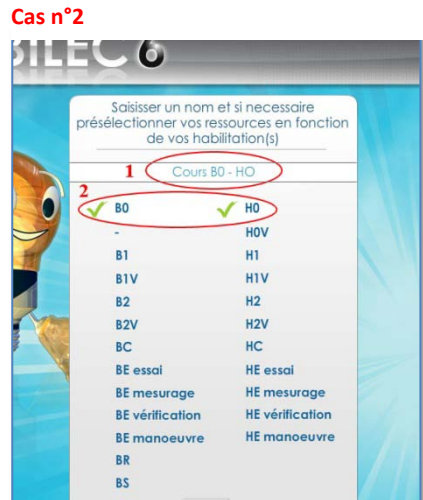 Cas n°2
BILEC 6
Saisisser un nom et si necessaire
présélectionner vos ressources en fonction
de vos habilitation(s)
1 Cours B0 - HO
2
B0 H0
- H0V
B1 H1
B1V H1V
B2 H2
B2V H2V
BC HC
BE essai HE essai
BE mesurage HE mesurage
BE vérification HE vérification
BE manoeuvre HE manoeuvre
BR
BS